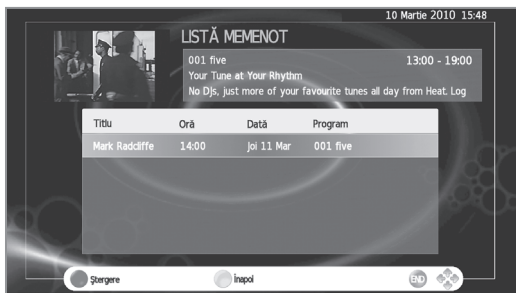 10 Martie 2010 15:48
LISTĂ MEMENOT
001 five 13:00 - 19:00
Your Tune at Your Rhythm
No DJs, just more of your favourite tunes all day from Heat. Log
Titlu Oră Dată Program
Mark Radcliffe 14:00 Joi 11 Mar 001 five
Ştergere Înapoi END